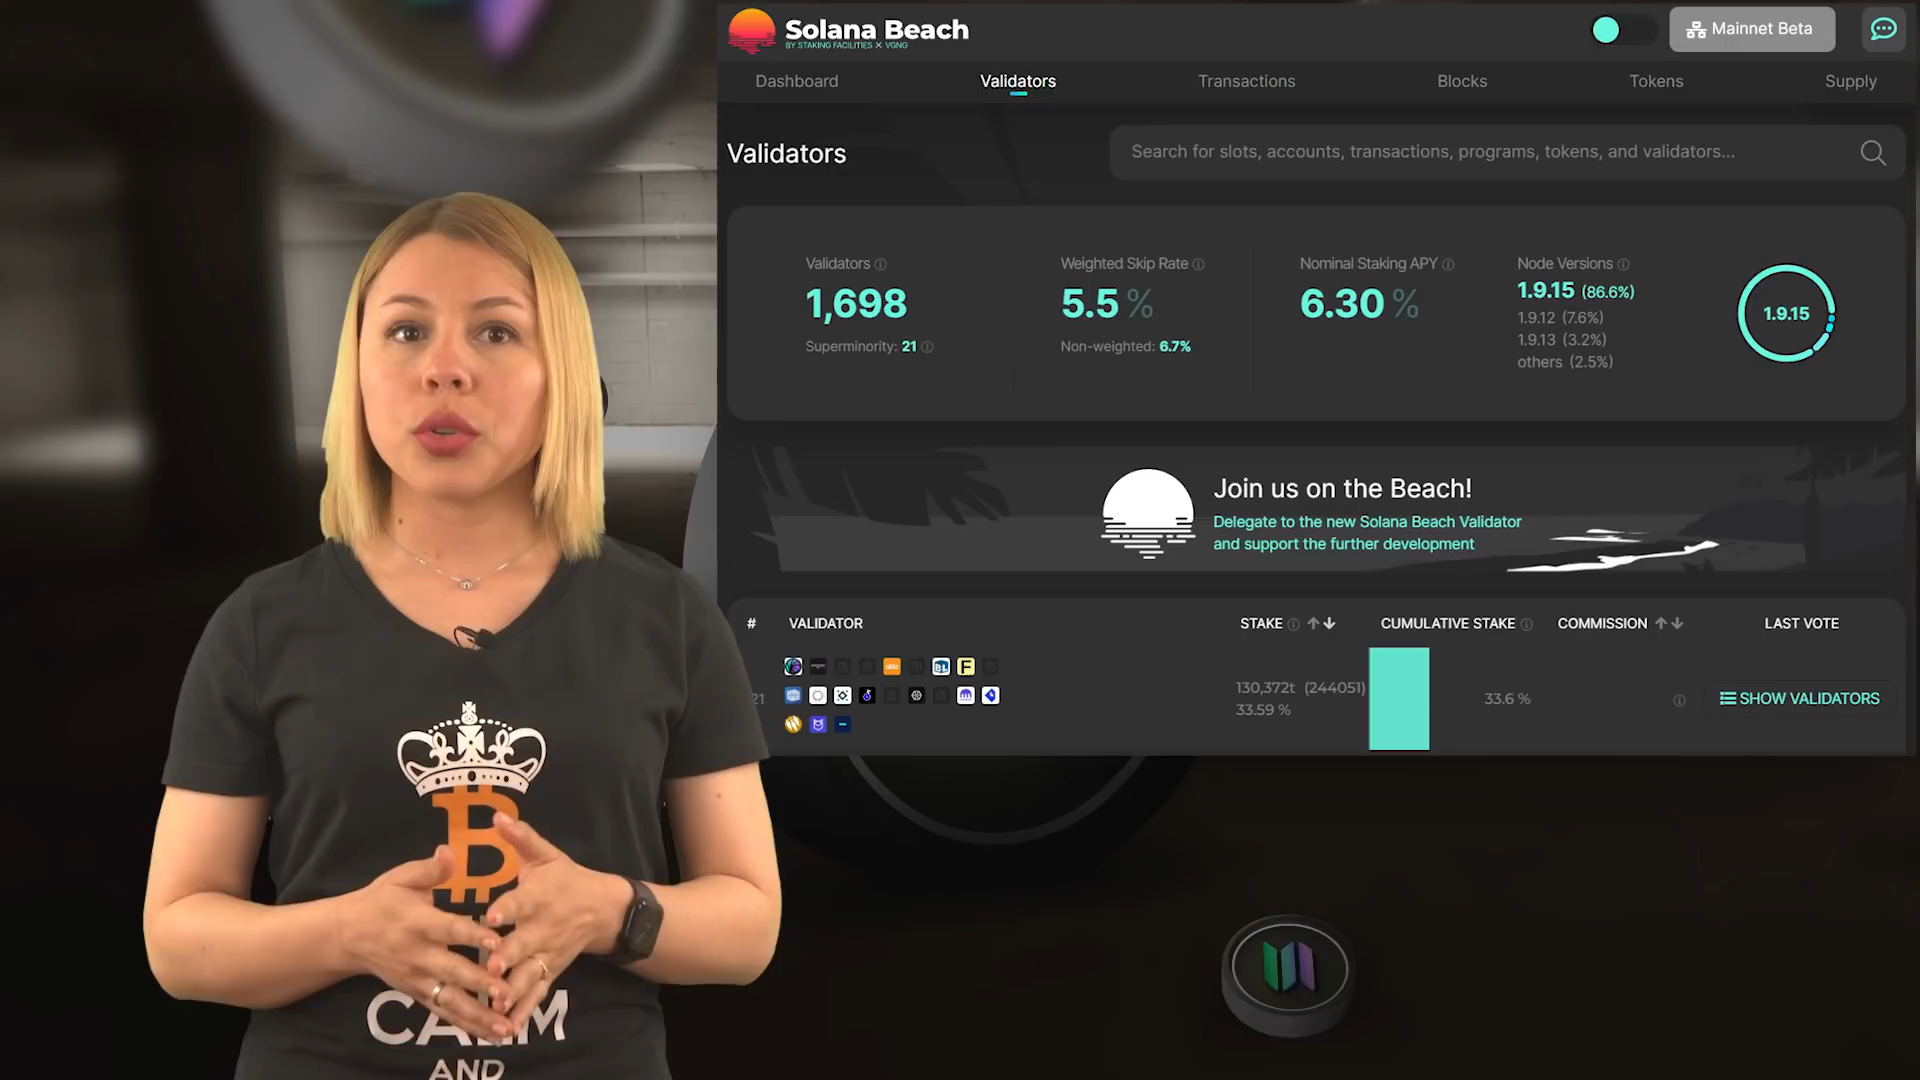 Solana Beach
BY STAKING FACILITIES X VGNG
Mainnet Beta
Dashboard
Validators
Transactions
Blocks
Tokens
Supply
Validators
Search for slots, accounts, transactions, programs, tokens, and validators...
Validators
1,698
Superminority: 21
Weighted Skip Rate
5.5 %
Non-weighted: 6.7%
Nominal Staking APY
6.30 %
Node Versions
1.9.15 (86.6%)
1.9.12 (7.6%)
1.9.13 (3.2%)
others (2.5%)
1.9.15
Join us on the Beach!
Delegate to the new Solana Beach Validator
and support the further development
# VALIDATOR STAKE CUMULATIVE STAKE COMMISSION LAST VOTE
21
BL
F
130,372t (244051)
33.59 %
33.6 %
SHOW VALIDATORS
B
CALM
AND